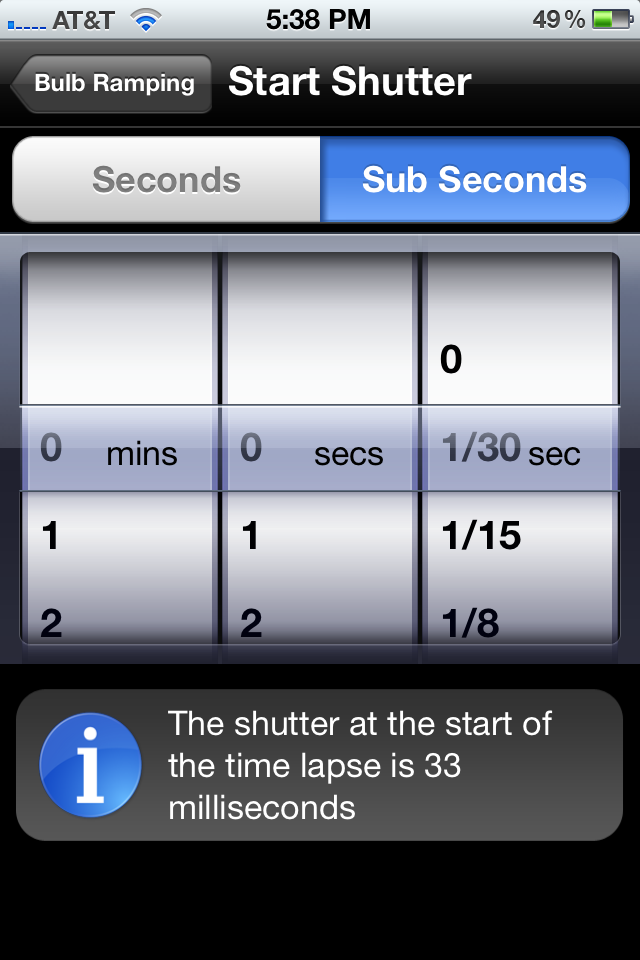 AT&T 5:38 PM 49%
Bulb Ramping Start Shutter
Seconds Sub Seconds
0
0 mins 0 secs 1/30 sec
1 1 1/15
2 2 1/8
The shutter at the start of
the time lapse is 33
milliseconds